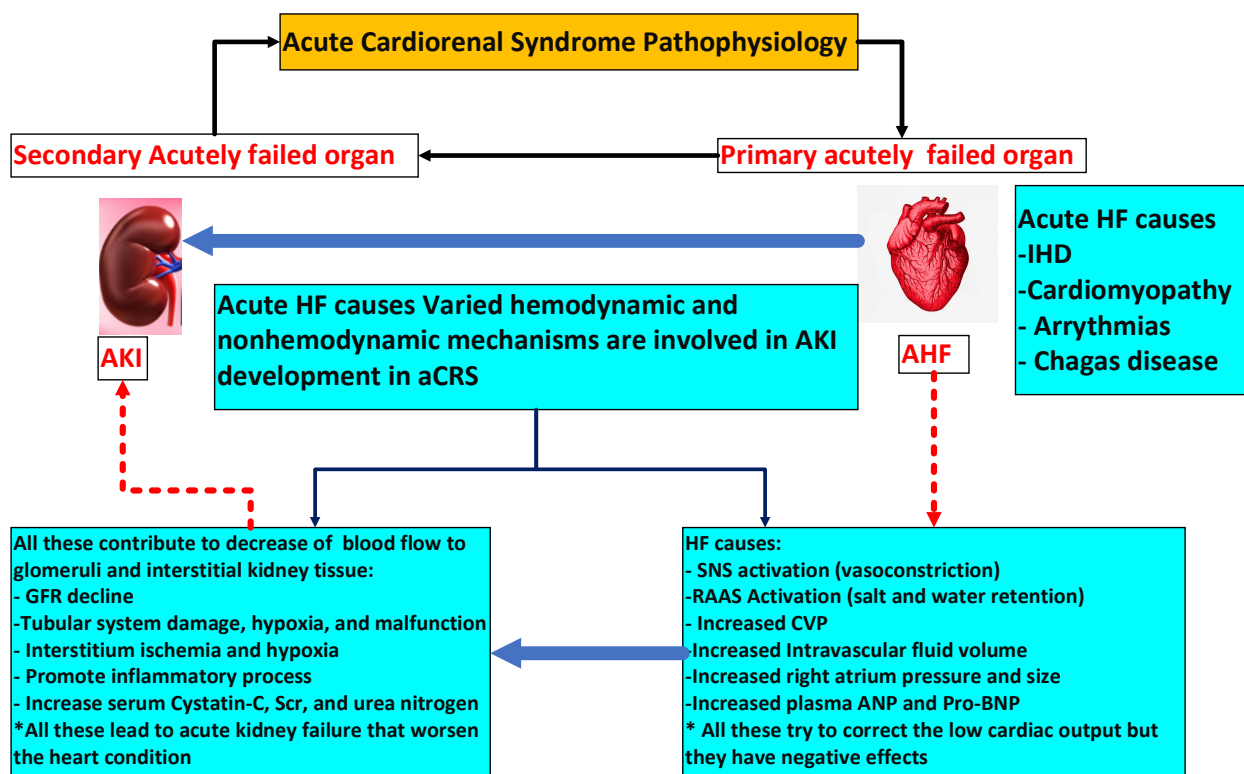 Acute Cardiorenal Syndrome Pathophysiology
Secondary Acutely failed organ
Primary acutely failed organ
Acute HF causes
-IHD
-Cardiomyopathy
- Arrythmias
- Chagas disease
Acute HF causes Varied hemodynamic and
nonhemodynamic mechanisms are involved in AKI
development in aCRS
AKI
AHF
All these contribute to decrease of blood flow to
glomeruli and interstitial kidney tissue:
- GFR decline
-Tubular system damage, hypoxia, and malfunction
- Interstitium ischemia and hypoxia
- Promote inflammatory process
- Increase serum Cystatin-C, Scr, and urea nitrogen
*All these lead to acute kidney failure that worsen
the heart condition
HF causes:
- SNS activation (vasoconstriction)
-RAAS Activation (salt and water retention)
- Increased CVP
-Increased Intravascular fluid volume
-Increased right atrium pressure and size
-Increased plasma ANP and Pro-BNP
* All these try to correct the low cardiac output but
they have negative effects